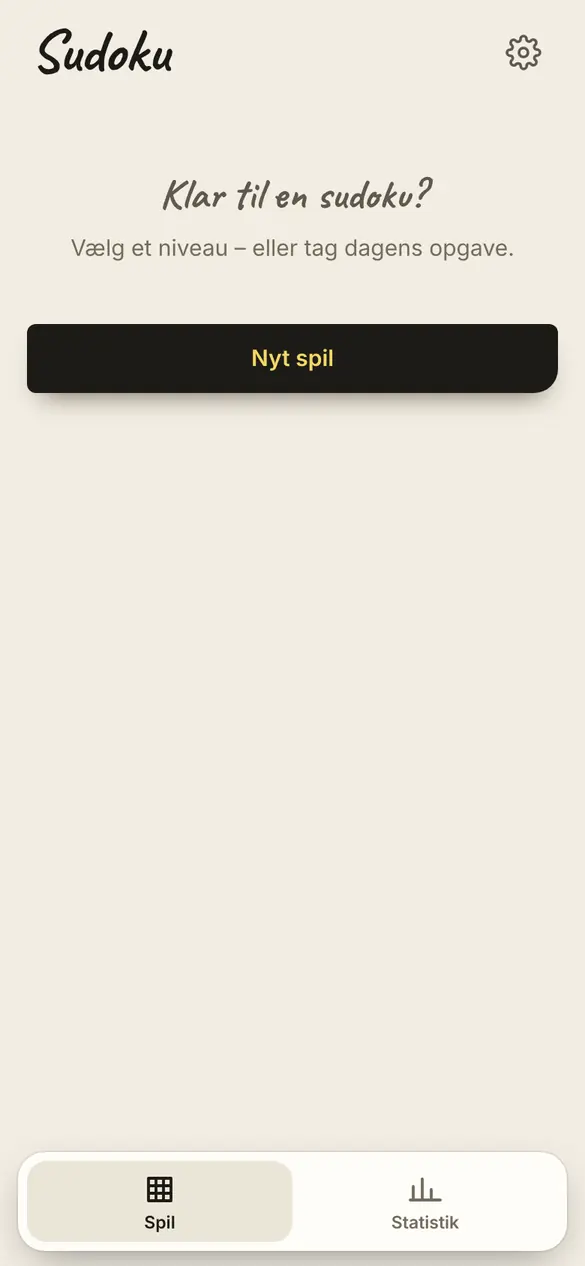 Sudoku
Klar til en sudoku?
Vælg et niveau – eller tag dagens opgave.
Nyt spil
Spil
Statistik